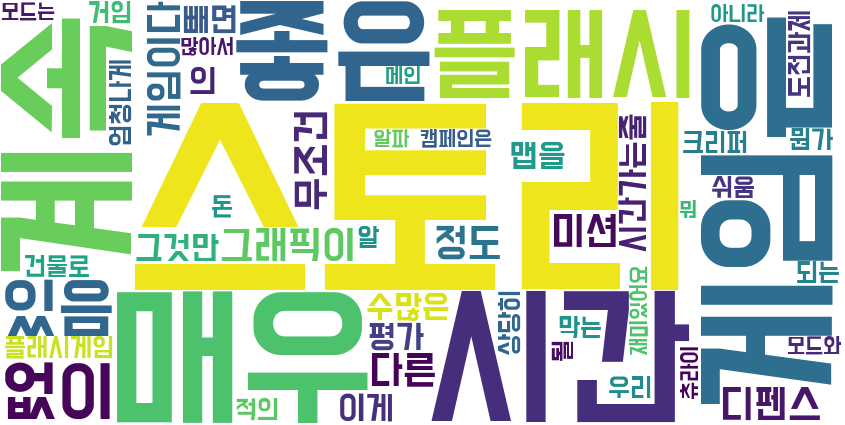 모드는
거임
계속
엄청나게
게임이다
빼면
많아서
의
좋은
메인
플래시
아니라
도전과제
게임은
스토리
무조건
알파
캠페인은
맵을
시간가는줄
크리퍼
뭔가
쉬움
뭐
돈
그것만
그래픽이
알
정도
미션
건물로
되는
있음
매우
수많은
평가
상당히
시간
막는
재미있어요
플래시게임
없이
다른
될
츄라이
모드와
적의
이게
우리
디펜스